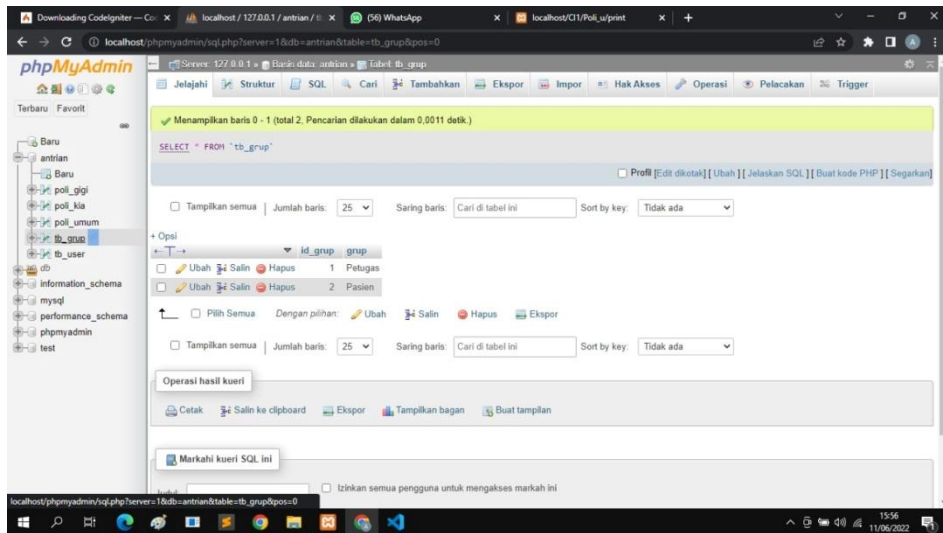 Downloading CodeIgniter — Co
localhost / 127.0.0.1 / antrian / t
(56) WhatsApp
localhost/CI1/Poli_u/print
localhost/phpmyadmin/sql.php?server=1&db=antrian&table=tb_grup&pos=0
phpMyAdmin
Terbaru Favorit
Baru
antrian
Baru
poli_gigi
poli_kia
poli_umum
tb_grup
tb_user
db
information_schema
mysql
performance_schema
phpmyadmin
test
Server: 127.0.0.1 » Basis data: antrian » Tabel: tb_grup
Jelajahi Struktur SQL Cari Tambahkan Ekspor Impor Hak Akses Operasi Pelacakan Trigger
Menampilkan baris 0 - 1 (total 2, Pencarian dilakukan dalam 0,0011 detik.)
SELECT * FROM `tb_grup`
Profil [Edit dikotak] [ Ubah ] [ Jelaskan SQL ] [ Buat kode PHP ] [ Segarkan]
Tampilkan semua | Jumlah baris: 25 Saring baris: Cari di tabel ini Sort by key: Tidak ada
+ Opsi
←T→ id_grup grup
Ubah Salin Hapus 1 Petugas
Ubah Salin Hapus 2 Pasien
Pilih Semua Dengan pilihan: Ubah Salin Hapus Ekspor
Tampilkan semua | Jumlah baris: 25 Saring baris: Cari di tabel ini Sort by key: Tidak ada
Operasi hasil kueri
Cetak Salin ke clipboard Ekspor Tampilkan bagan Buat tampilan
Markahi kueri SQL ini
Izinkan semua pengguna untuk mengakses markah ini
localhost/phpmyadmin/sql.php?server=1&db=antrian&table=tb_grup&pos=0
15:56
11/06/2022